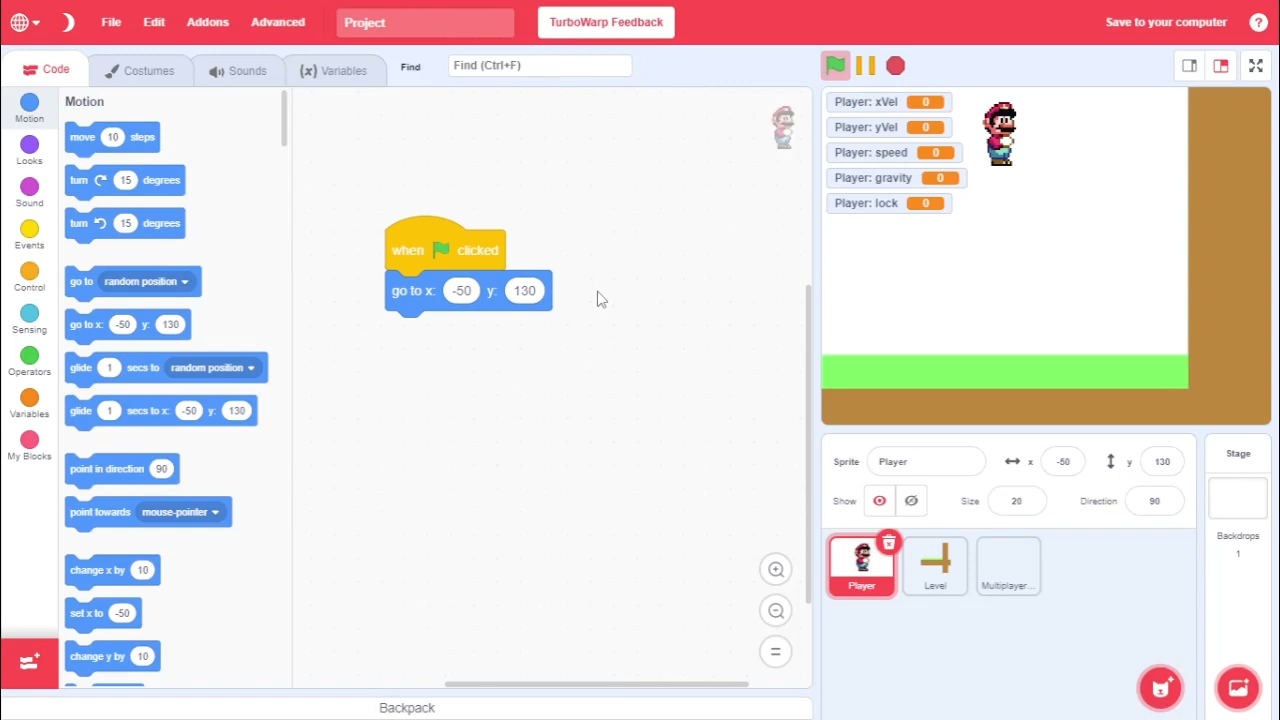 File Edit Addons Advanced Project TurboWarp Feedback Save to your computer ?
Code Costumes Sounds (x) Variables Find Find (Ctrl+F)
Motion
Looks
Sound
Events
Control
Sensing
Operators
Variables
My Blocks
Motion
move 10 steps
turn 15 degrees
turn 15 degrees
go to random position
go to x: -50 y: 130
glide 1 secs to random position
glide 1 secs to x: -50 y: 130
point in direction 90
point towards mouse-pointer
change x by 10
set x to -50
change y by 10
when clicked
go to x: -50 y: 130
Backpack
Player: xVel 0
Player: yVel 0
Player: speed 0
Player: gravity 0
Player: lock 0
Sprite Player x -50 y 130
Show Size 20 Direction 90
Player
Level
Multiplayer...
Stage
Backdrops
1